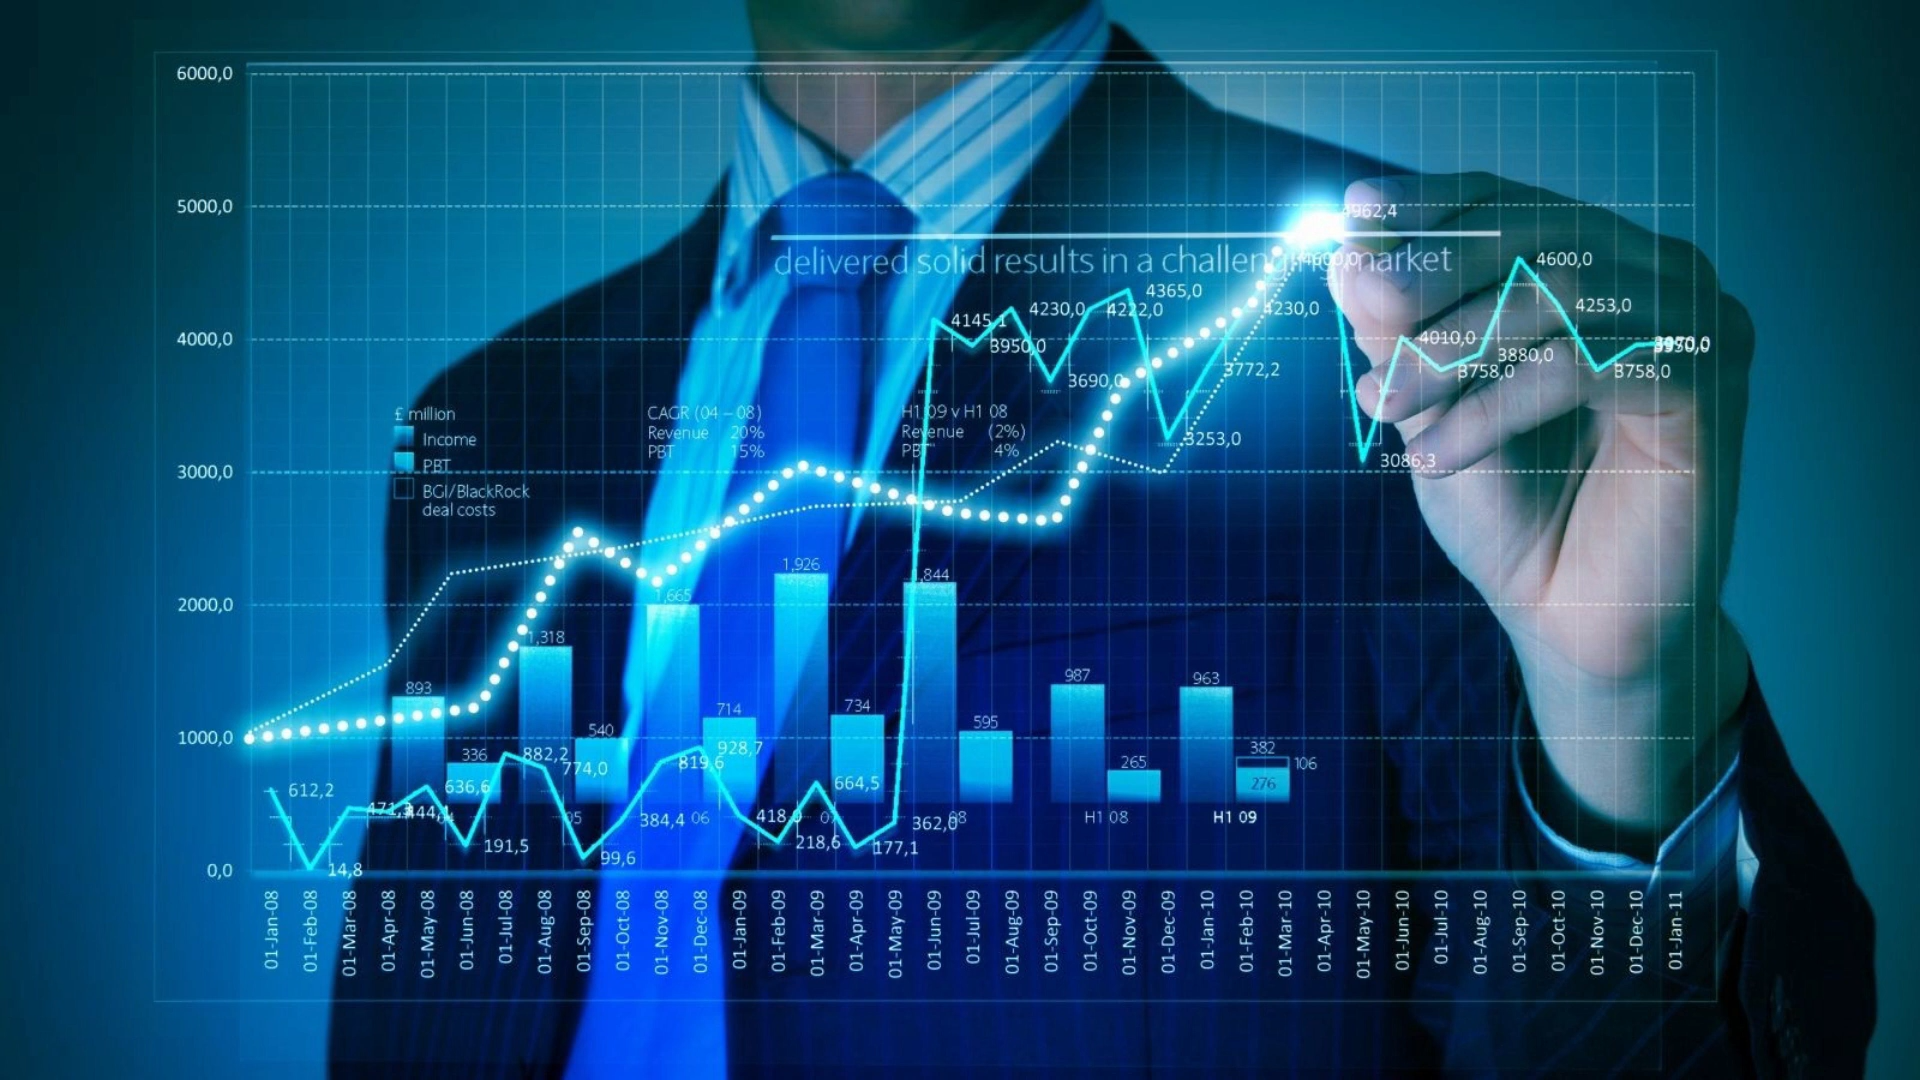 6000,0
5000,0
4962,4
delivered solid results in a market
4600,0
4600,0
4365,0
4253,0
4230,0
4222,0
4230,0
4145,1
4000,0
4010,0
3950,0
3880,0
3772,2
3758,0
3758,0
3690,0
£ million
CAGR (04 – 08)
H1 09 v H1 08
Income
Revenue 20%
Revenue (2%)
3253,0
PBT
PBT 15%
4%
3086,3
3000,0
BGI/BlackRock
deal costs
1,926
1,665
2000,0
1,318
893
987
963
714
734
595
540
1000,0
336
882,2
774,0
928,7
819,6
382
106
265
276
612,2
636,6
664,5
444,1
384,4
06
418,0
362,0
H1 08
H1 09
191,5
99,6
218,6
177,1
0,0
14,8
01-Jan-08
01-Feb-08
01-Mar-08
01-Apr-08
01-May-08
01-Jun-08
01-Jul-08
01-Aug-08
01-Sep-08
01-Oct-08
01-Nov-08
01-Dec-08
01-Jan-09
01-Feb-09
01-Mar-09
01-Apr-09
01-May-09
01-Jun-09
01-Jul-09
01-Aug-09
01-Sep-09
01-Oct-09
01-Nov-09
01-Dec-09
01-Jan-10
01-Feb-10
01-Mar-10
01-Apr-10
01-May-10
01-Jun-10
01-Jul-10
01-Aug-10
01-Sep-10
01-Oct-10
01-Nov-10
01-Dec-10
01-Jan-11